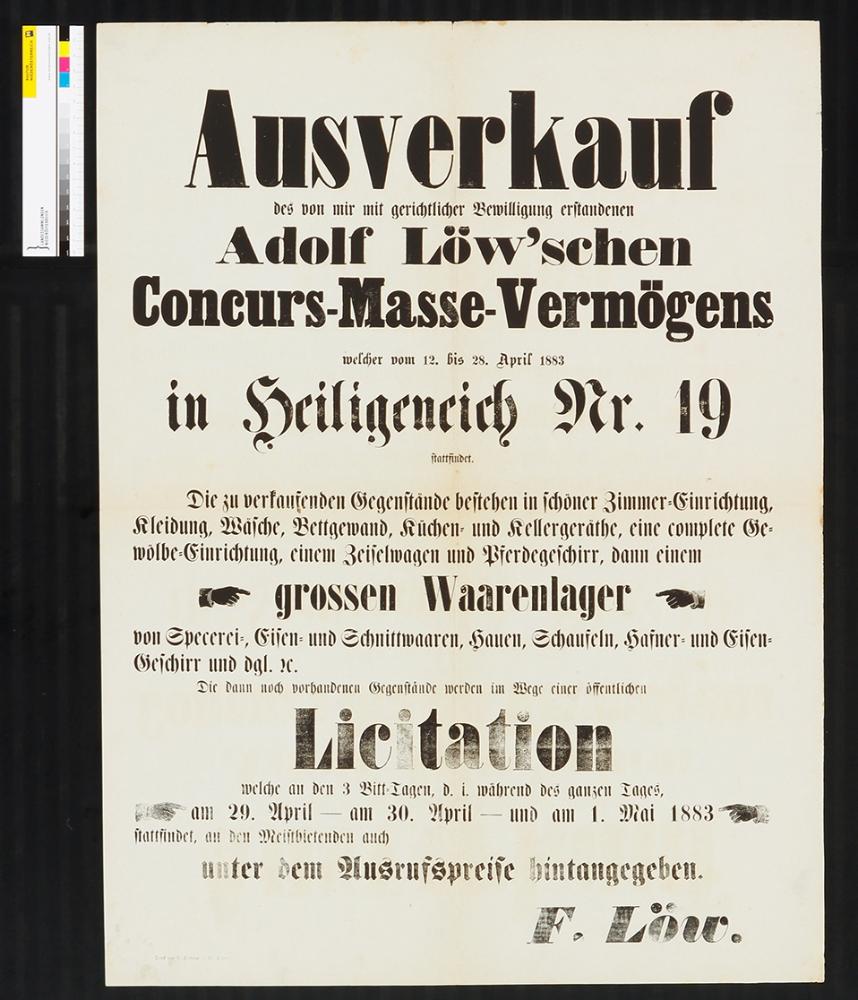 Ausverkauf
des von mir mit gerichtlicher Bewilligung erstandenen
Adolf Löw'schen
Concurs-Masse-Vermögens
welcher vom 12. bis 28. April 1883
in Heiligeneich Nr. 19
stattfindet.
Die zu verkaufenden Gegenstände bestehen in schöner Zimmer-Einrichtung,
Kleidung, Wäsche, Bettgewand, Küchen- und Kellergeräthe, eine complete Ge-
wölbe-Einrichtung, einem Zeiselwagen und Pferdegeschirr, dann einem
grossen Waarenlager
von Specerei-, Eisen- und Schnittwaaren, Hauen, Schaufeln, Hafner- und Eisen-
Geschirr und dgl. ꝛc.
Die dann noch vorhandenen Gegenstände werden im Wege einer öffentlichen
Licitation
welche an den 3 Bitt-Tagen, d. i. während des ganzen Tages,
am 29. April — am 30. April — und am 1. Mai 1883
stattfindet, an den Meistbietenden auch
unter dem Ausrufspreise hintangegeben.
F. Löw.